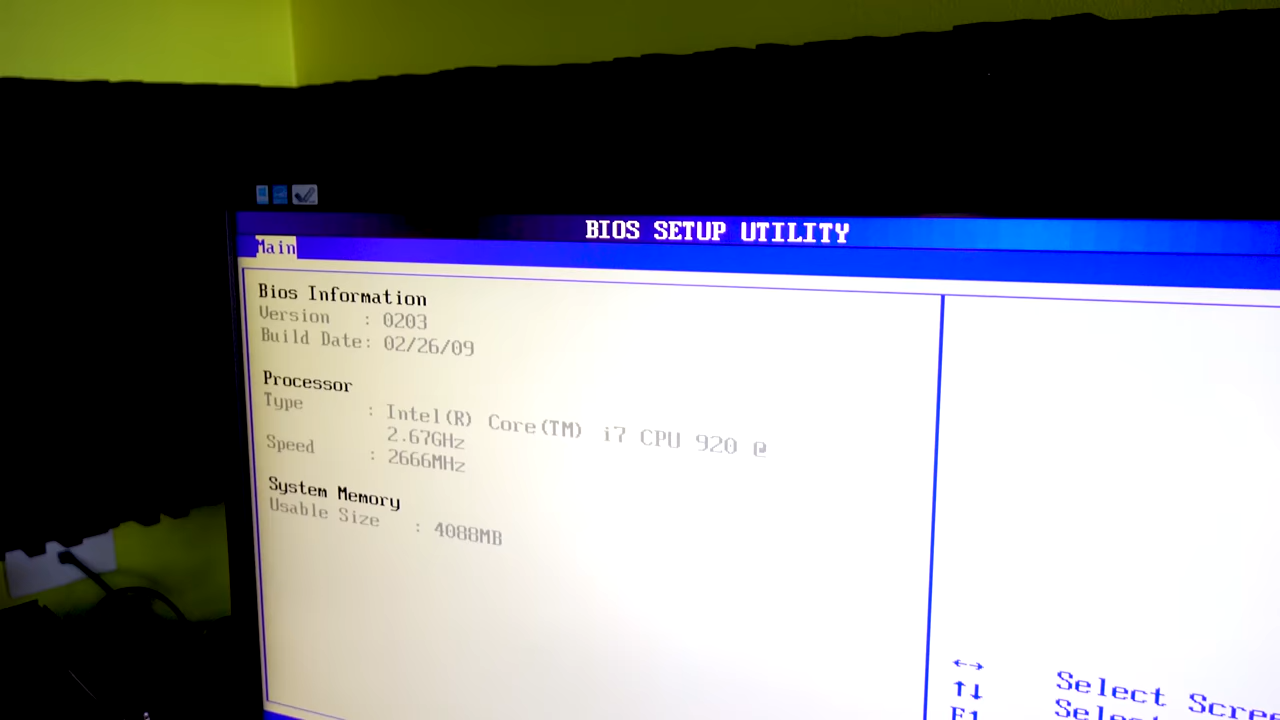 BIOS SETUP UTILITY
Main
Bios Information
Version : 0203
Build Date: 02/26/09
Processor
Type : Intel(R) Core(TM) i7 CPU 920 @
2.67GHz
Speed : 2666MHz
System Memory
Usable Size : 4088MB
↔ Select
↑↓
F1